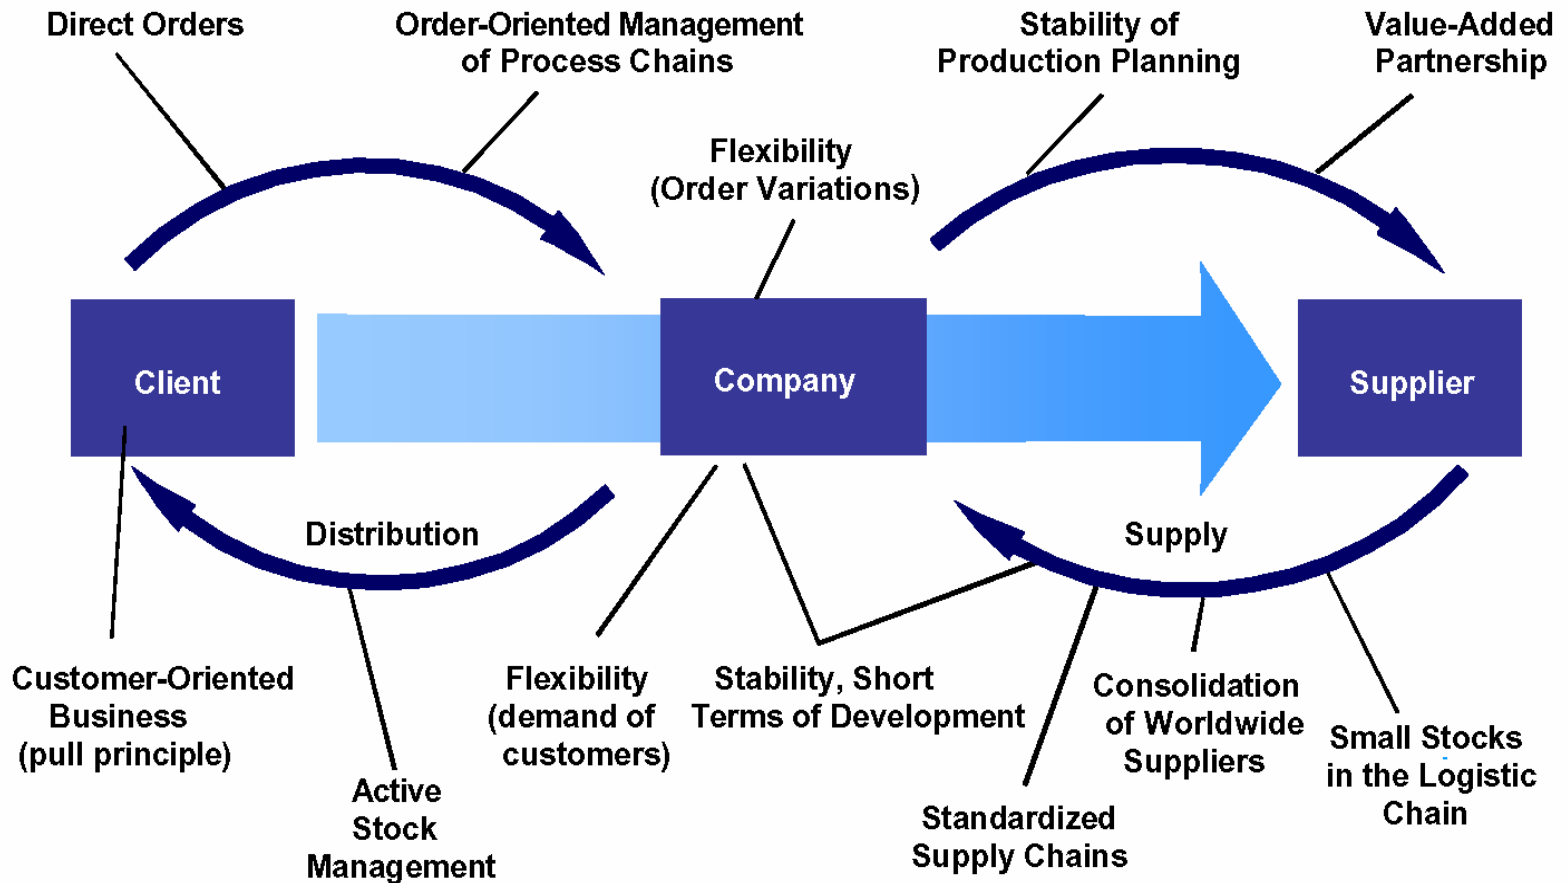 Direct Orders
Order-Oriented Management
of Process Chains
Stability of
Production Planning
Value-Added
Partnership
Flexibility
(Order Variations)
Client
Company
Supplier
Distribution
Supply
Customer-Oriented
Business
(pull principle)
Active
Stock
Management
Flexibility
(demand of
customers)
Stability, Short
Terms of Development
Standardized
Supply Chains
Consolidation
of Worldwide
Suppliers
Small Stocks
in the Logistic
Chain